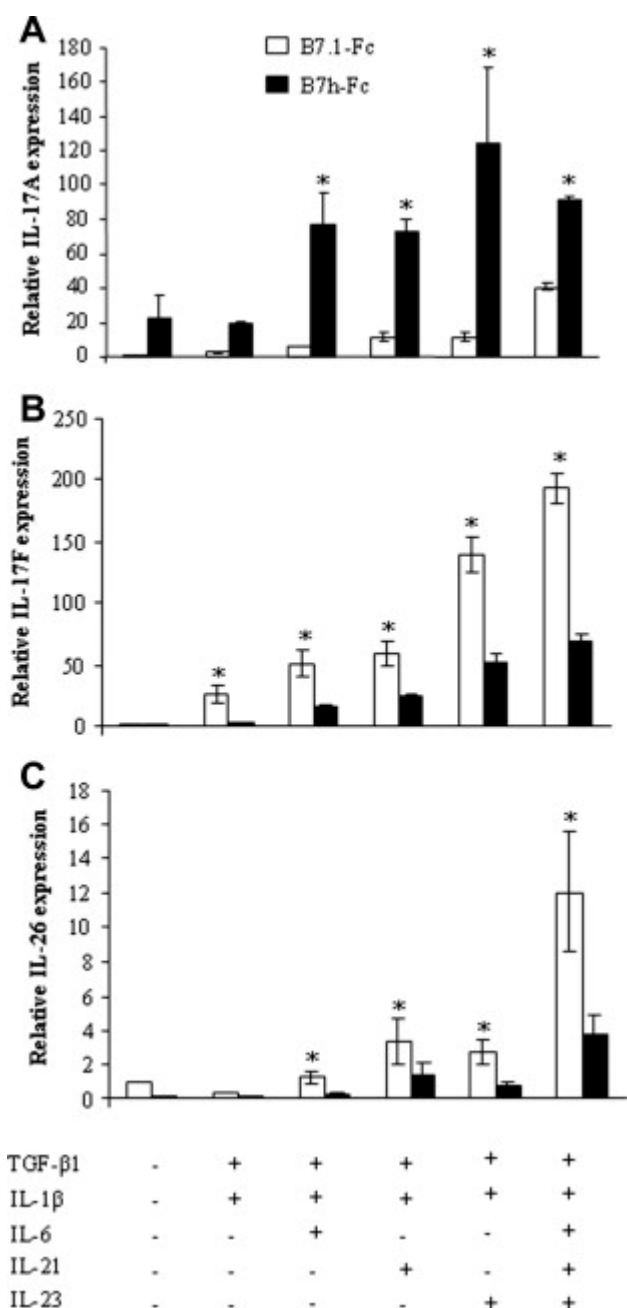 A
B7.1-Fc
B7h-Fc
Relative IL-17A expression
180
160
140
120
100
80
60
40
20
0
* * * *
B
Relative IL-17F expression
250
200
150
100
50
0
* * * * *
C
Relative IL-26 expression
18
16
14
12
10
8
6
4
2
0
* * * *
TGF-β1 - + + + + +
IL-1β - + + + + +
IL-6 - - + - - +
IL-21 - - - + - +
IL-23 - - - - + +